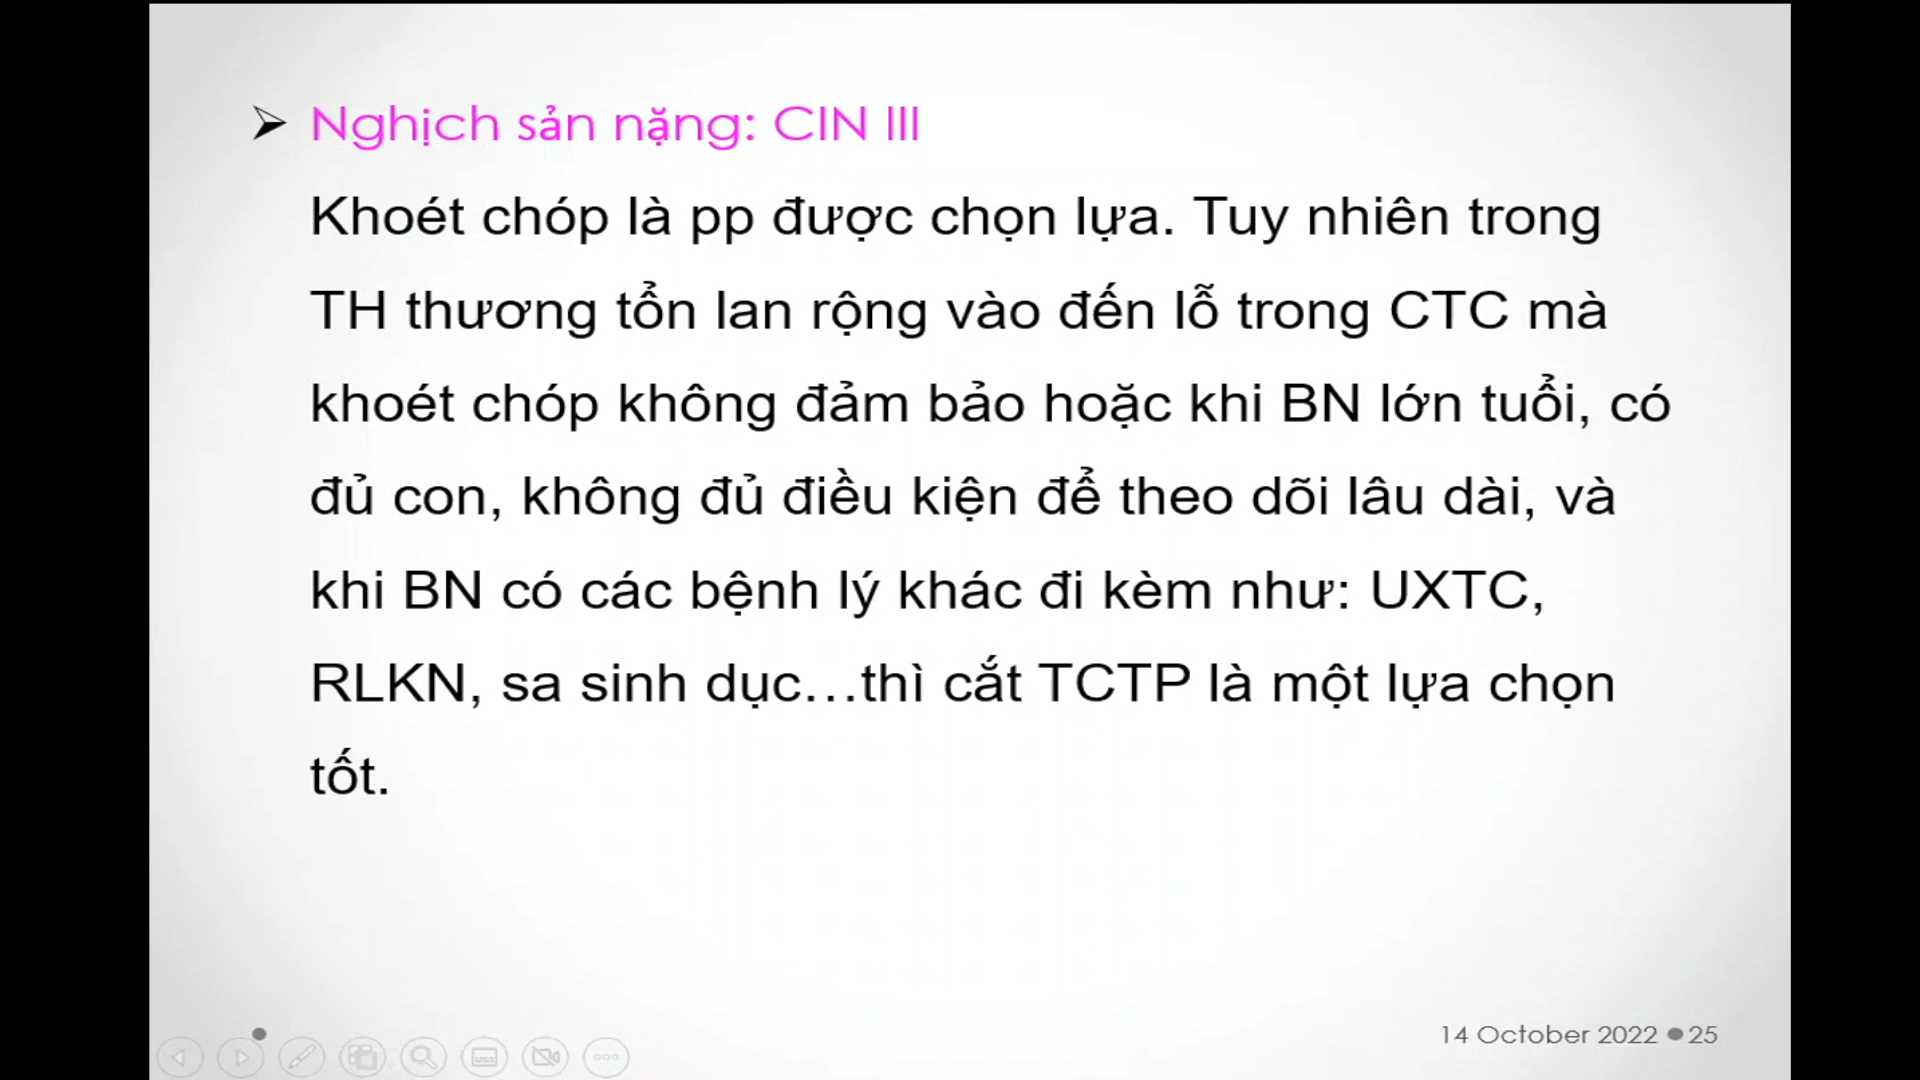 Nghịch sản nặng: CIN III
Khoét chóp là pp được chọn lựa. Tuy nhiên trong
TH thương tổn lan rộng vào đến lỗ trong CTC mà
khoét chóp không đảm bảo hoặc khi BN lớn tuổi, có
đủ con, không đủ điều kiện để theo dõi lâu dài, và
khi BN có các bệnh lý khác đi kèm như: UXTC,
RLKN, sa sinh dục...thì cắt TCTP là một lựa chọn
tốt.
14 October 2022 ● 25